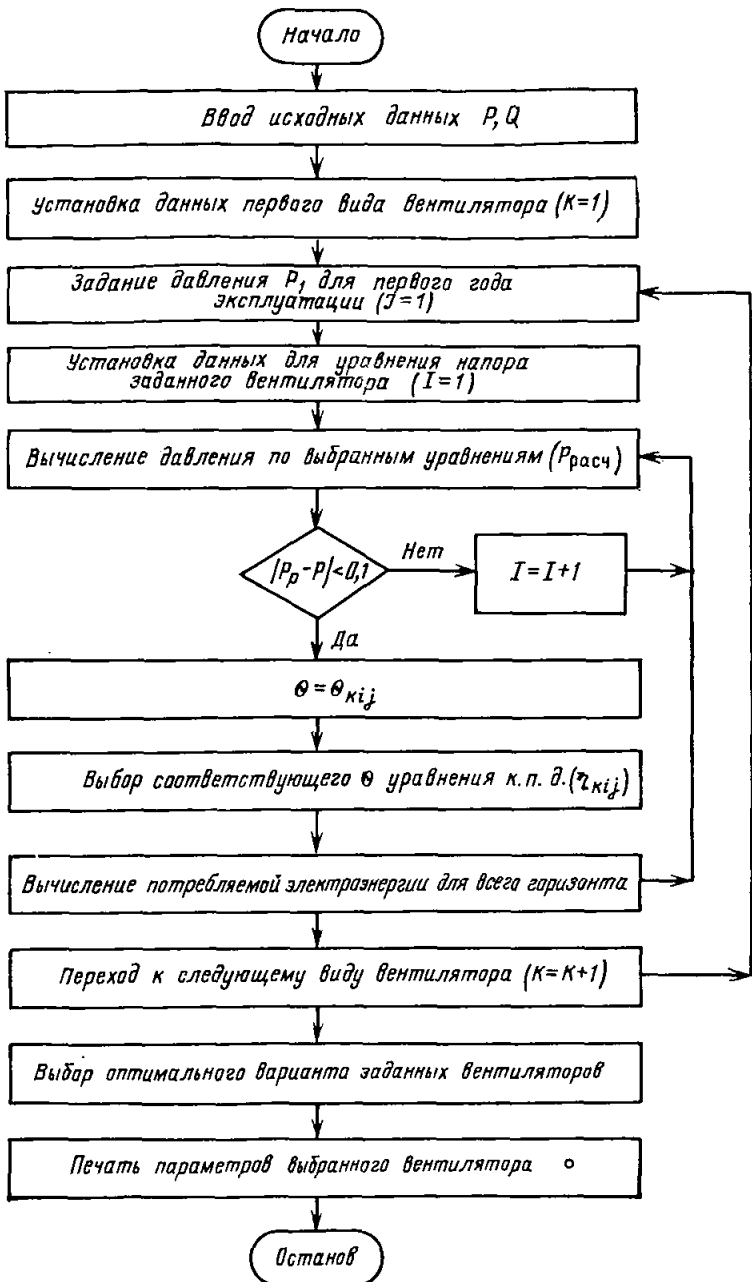 Начало
Ввод исходных данных P, Q
Установка данных первого вида вентилятора (K=1)
Задание давления P₁ для первого года
эксплуатации (J=1)
Установка данных для уравнения напора
заданного вентилятора (I=1)
Вычисление давления по выбранным уравнениям (Pрасч)
|Pр-P|<0,1
Нет
I=I+1
Да
Θ=Θкij
Выбор соответствующего Θ уравнения к.п.д.(ηкij)
Вычисление потребляемой электроэнергии для всего горизонта
Переход к следующему виду вентилятора (K=K+1)
Выбор оптимального варианта заданных вентиляторов
Печать параметров выбранного вентилятора
Останов